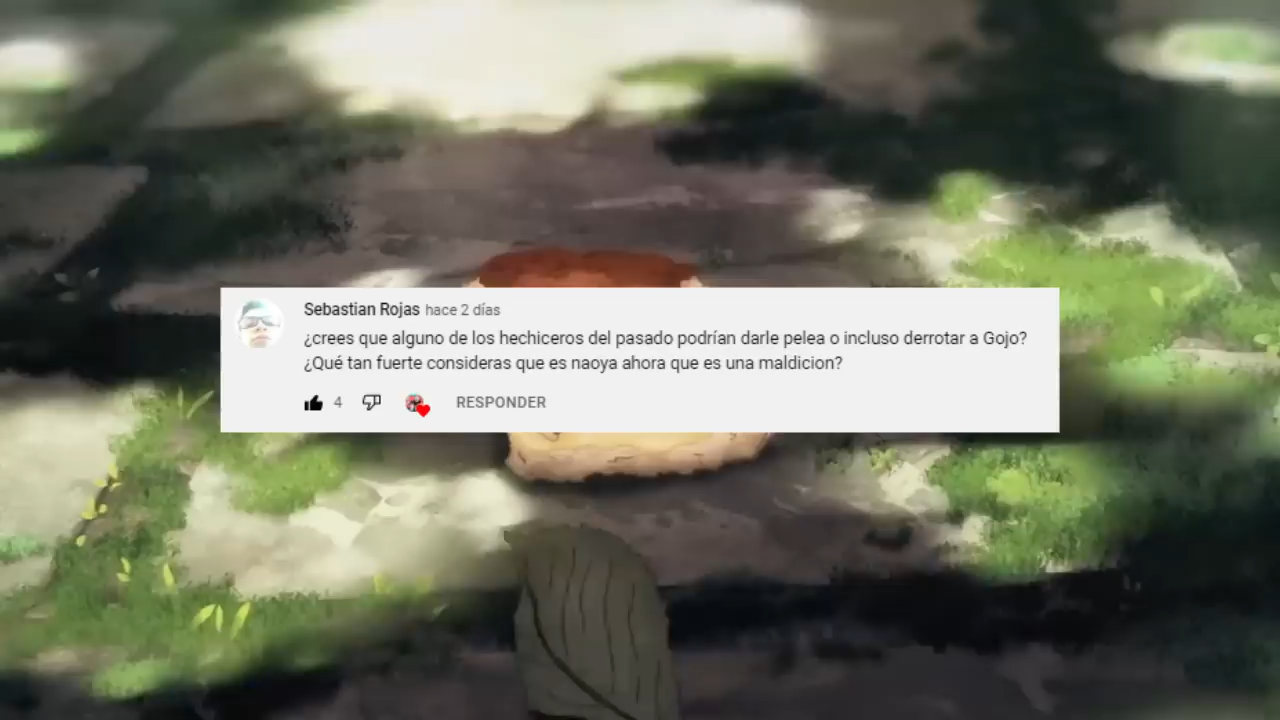 Sebastian Rojas hace 2 días
¿crees que alguno de los hechiceros del pasado podrían darle pelea o incluso derrotar a Gojo?
¿Qué tan fuerte consideras que es naoya ahora que es una maldicion?
4 RESPONDER